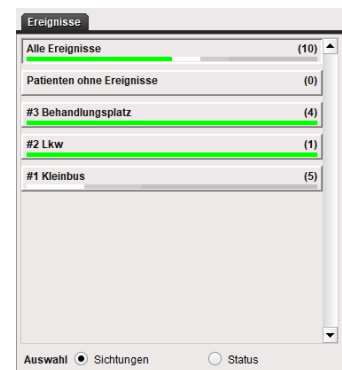 Ereignisse
Alle Ereignisse (10)
Patienten ohne Ereignisse (0)
#3 Behandlungsplatz (4)
#2 Lkw (1)
#1 Kleinbus (5)
Auswahl Sichtungen Status